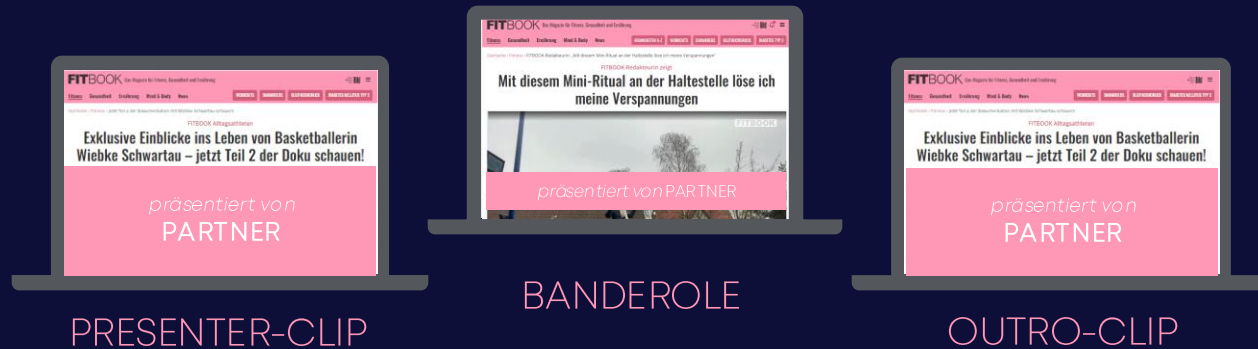 FITBOOK Das Magazin für Fitness, Gesundheit und Ernährung
Fitness Gesundheit Ernährung Mind & Body News
FITBOOK Alltagsathleten
Exklusive Einblicke ins Leben von Basketballerin
Wiebke Schwartau – jetzt Teil 2 der Doku schauen!
präsentiert von
PARTNER
PRESENTER-CLIP
FITBOOK Das Magazin für Fitness, Gesundheit und Ernährung
Fitness Gesundheit Ernährung Mind & Body News
FITBOOK-Redakteurin zeigt
Mit diesem Mini-Ritual an der Haltestelle löse ich
meine Verspannungen
FITBOOK
präsentiert von PARTNER
BANDEROLE
FITBOOK Das Magazin für Fitness, Gesundheit und Ernährung
Fitness Gesundheit Ernährung Mind & Body News
FITBOOK Alltagsathleten
Exklusive Einblicke ins Leben von Basketballerin
Wiebke Schwartau – jetzt Teil 2 der Doku schauen!
präsentiert von
PARTNER
OUTRO-CLIP